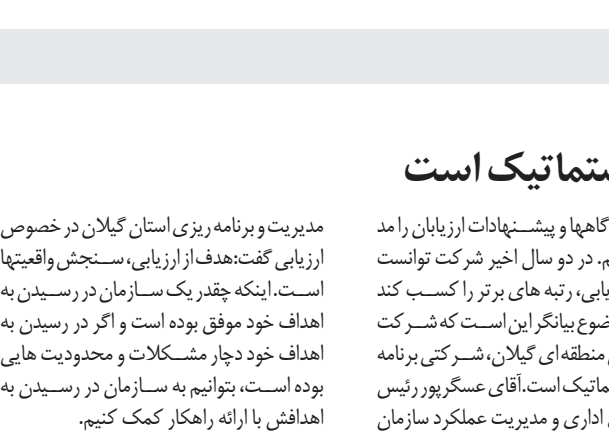 است
گاهها و پیشنهادات ارزیابان را مد
در دو سال اخیر شرکت توانست
رتبه های برتر را کسب کند
بیانگر این است که شرکت
منطقه ای گیلان، شرکتی برنامه
است.آقای عسگرپور رئیس
اداری و مدیریت عملکرد سازمان
مدیریت و برنامه ریزی استان گیلان در خصوص
ارزیابی گفت:هدف از ارزیابی، سنجش واقعیتها
است.اینکه چقدر یک سازمان در رسیدن به
اهداف خود موفق بوده است و اگر در رسیدن به
اهداف خود دچار مشکلات و محدودیت هایی
بوده است، بتوانیم به سازمان در رسیدن به
اهدافش با ارائه راهکار کمک کنیم.